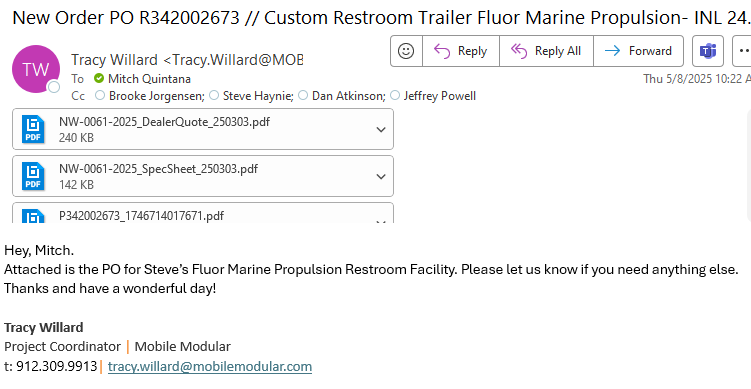 New Order PO R342002673 // Custom Restroom Trailer Fluor Marine Propulsion- INL 24.
TW
Tracy Willard <Tracy.Willard@MOB
Reply
Reply All
Forward
To Mitch Quintana
Thu 5/8/2025 10:22 A
Cc Brooke Jorgensen; Steve Haynie; Dan Atkinson; Jeffrey Powell
PDF
NW-0061-2025_DealerQuote_250303.pdf
240 KB
PDF
NW-0061-2025_SpecSheet_250303.pdf
142 KB
PDF
P342002673_1746714017671.pdf
Hey, Mitch.
Attached is the PO for Steve’s Fluor Marine Propulsion Restroom Facility. Please let us know if you need anything else.
Thanks and have a wonderful day!
Tracy Willard
Project Coordinator | Mobile Modular
t: 912.309.9913| tracy.willard@mobilemodular.com